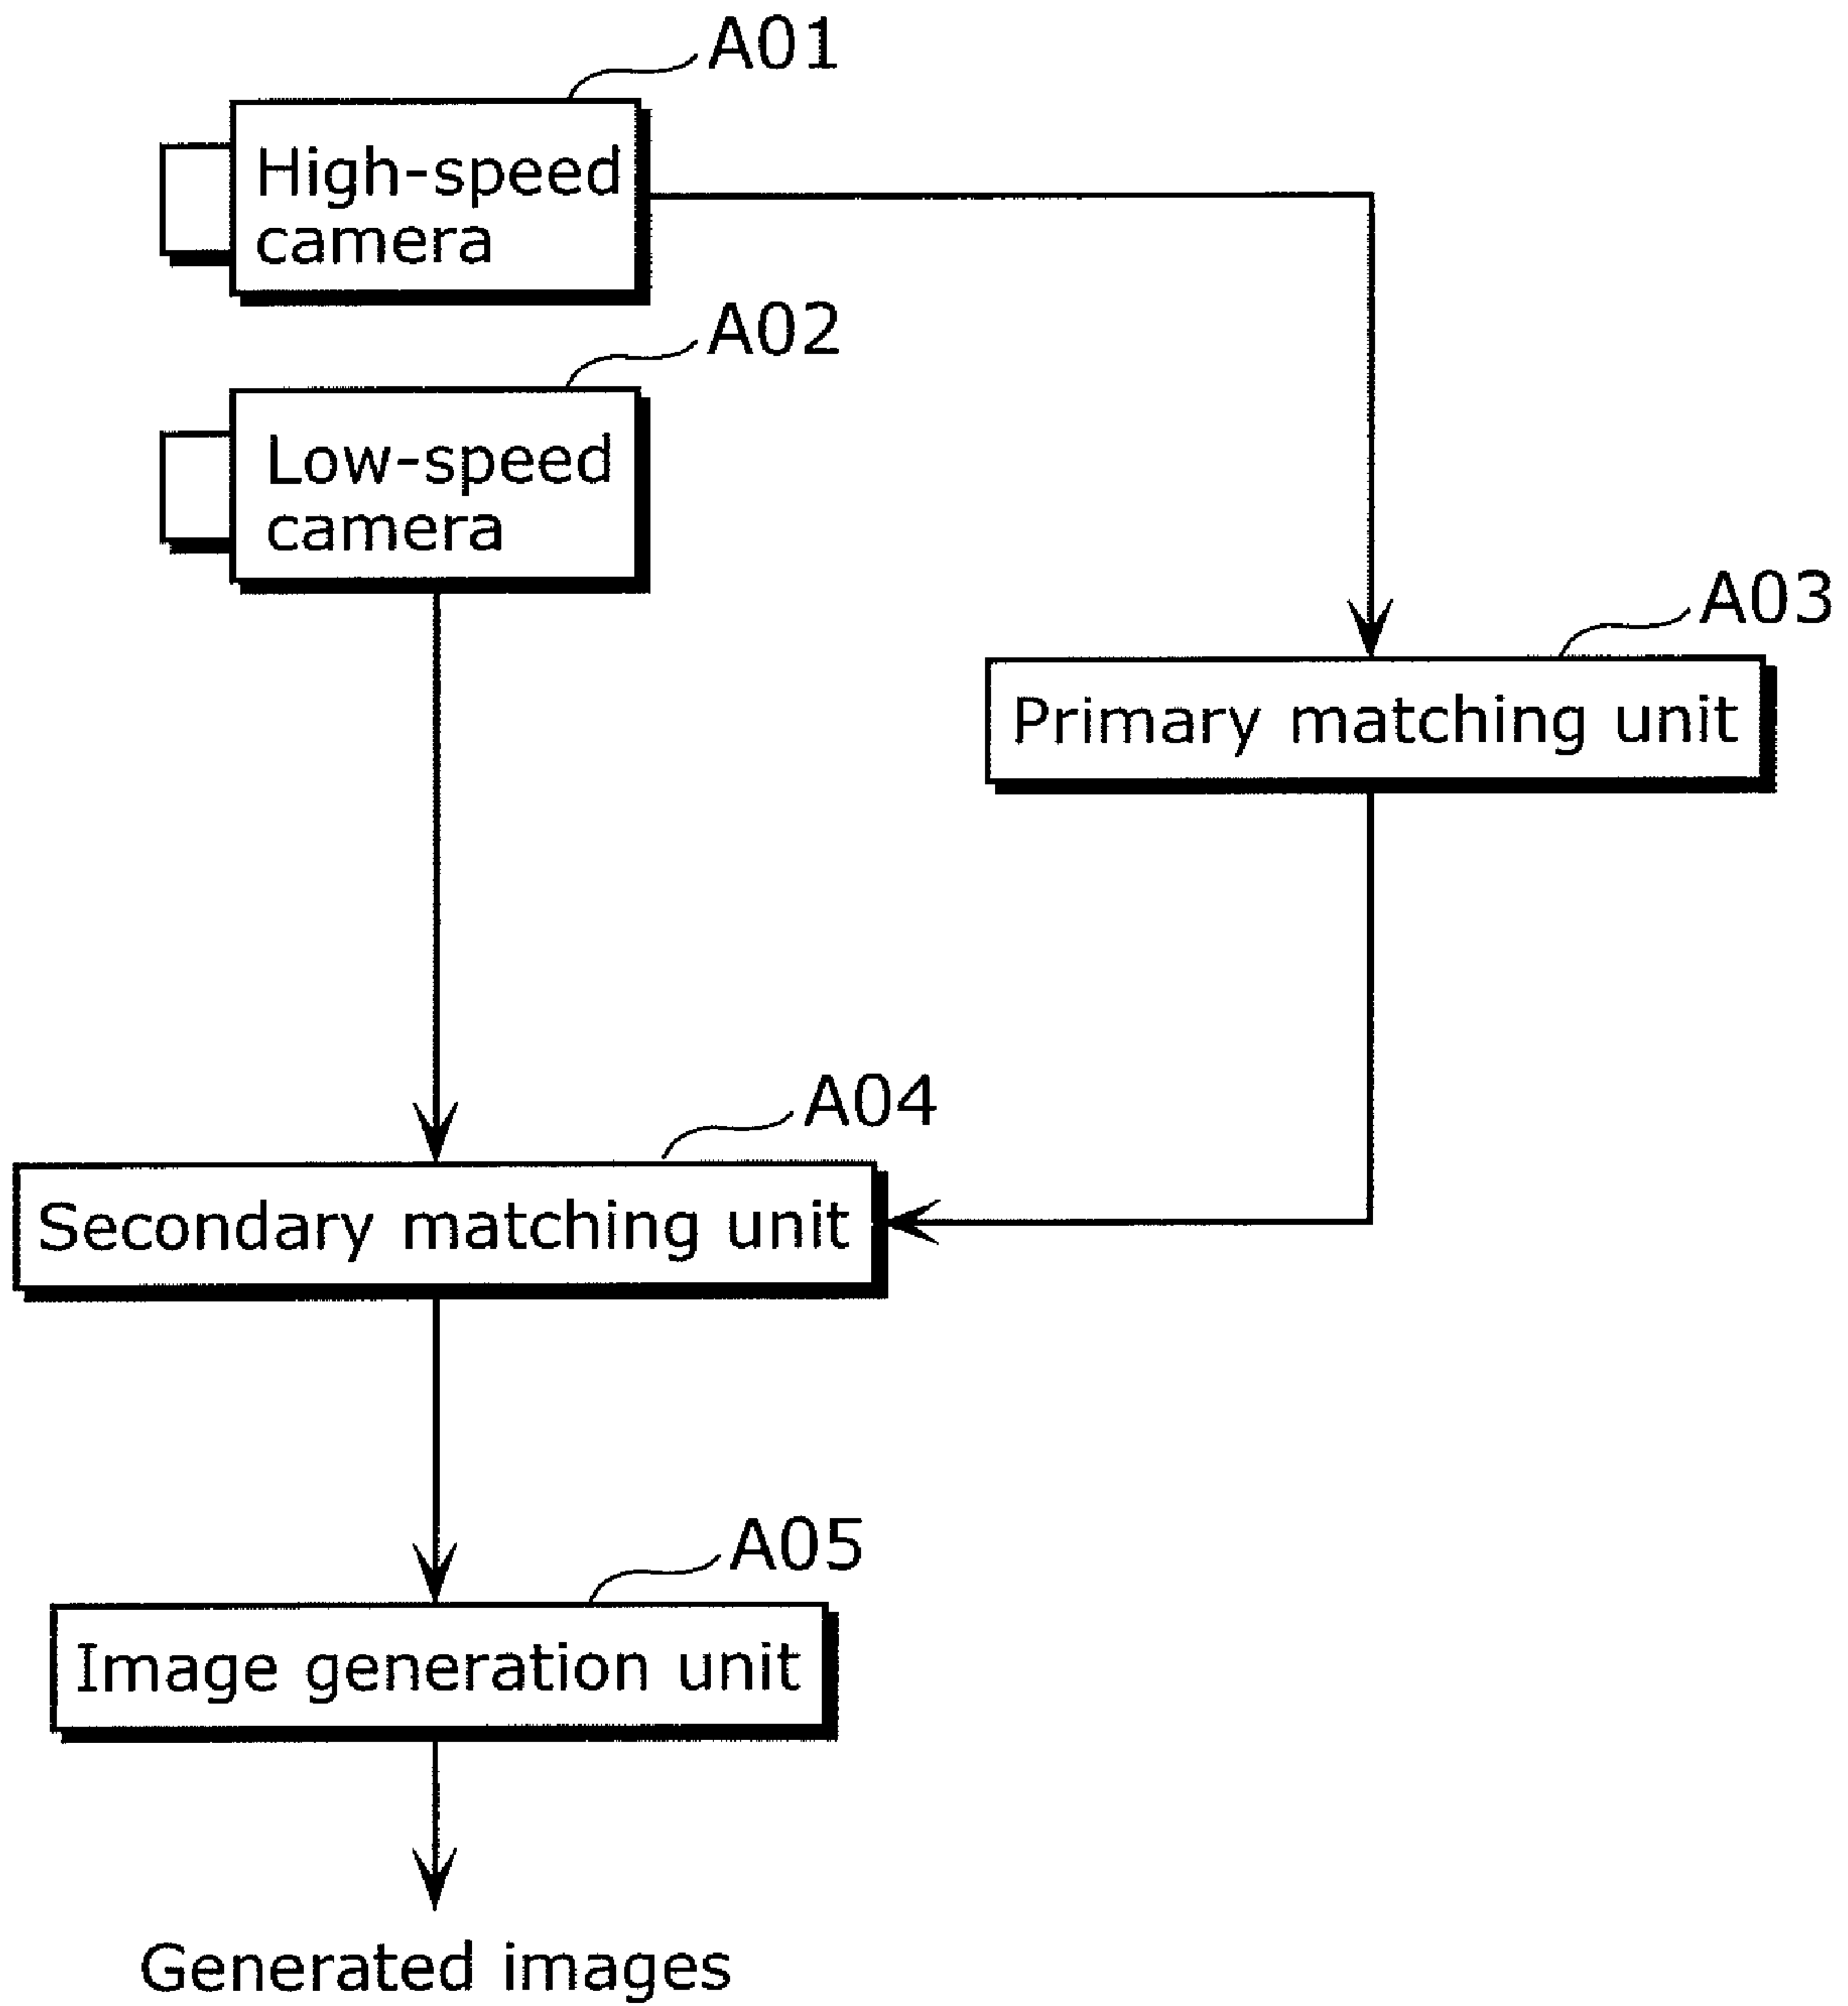 A01
High-speed
camera
A02
Low-speed
camera
A03
Primary matching unit
A04
Secondary matching unit
A05
Image generation unit
Generated images